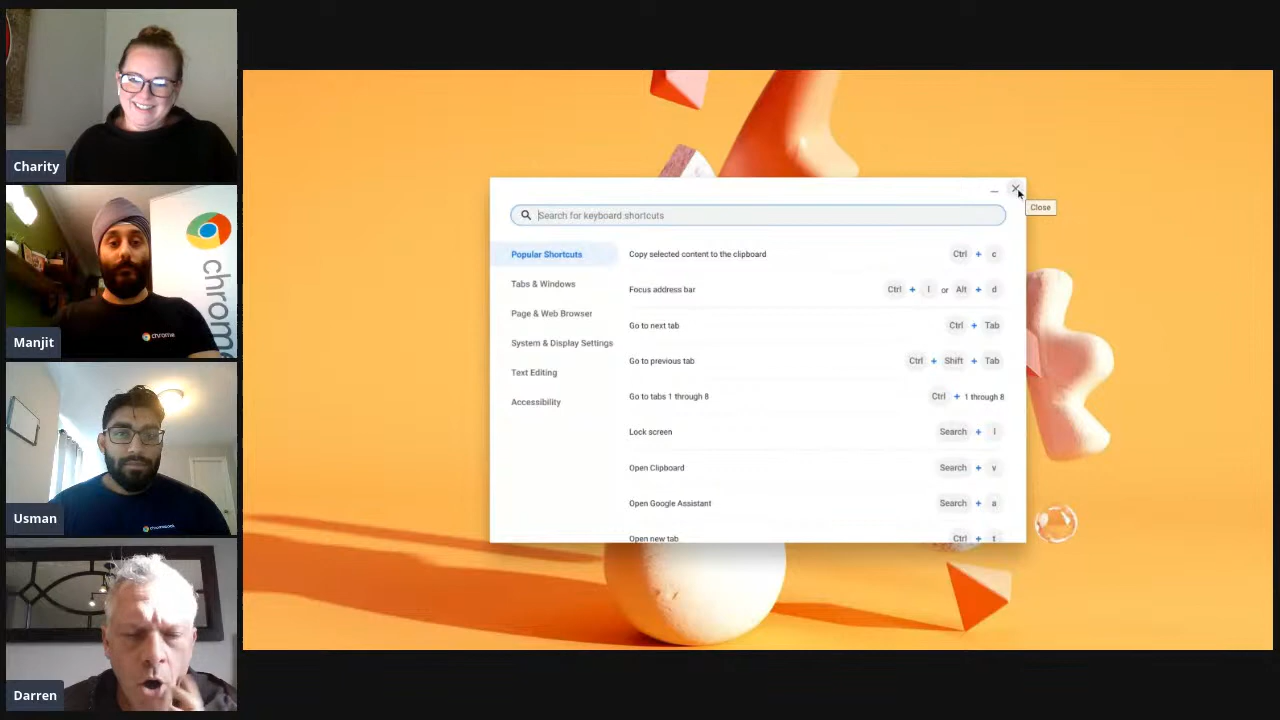 Charity
Manjit
chrome
chrome
Usman
chromebook
Darren
Close
Search for keyboard shortcuts
Popular Shortcuts
Tabs & Windows
Page & Web Browser
System & Display Settings
Text Editing
Accessibility
Copy selected content to the clipboard Ctrl + c
Focus address bar Ctrl + l or Alt + d
Go to next tab Ctrl + Tab
Go to previous tab Ctrl + Shift + Tab
Go to tabs 1 through 8 Ctrl + 1 through 8
Lock screen Search + l
Open Clipboard Search + v
Open Google Assistant Search + a
Open new tab Ctrl + t